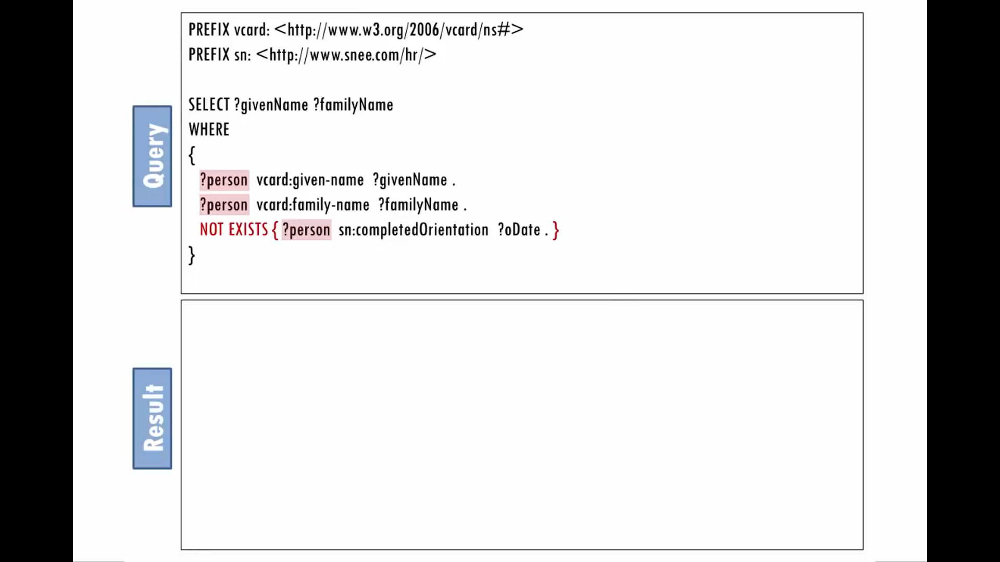 PREFIX vcard: <http://www.w3.org/2006/vcard/ns#>
PREFIX sn: <http://www.snee.com/hr/>
SELECT ?givenName ?familyName
WHERE
{
?person vcard:given-name ?givenName .
?person vcard:family-name ?familyName .
NOT EXISTS { ?person sn:completedOrientation ?oDate . }
}
Query
Result